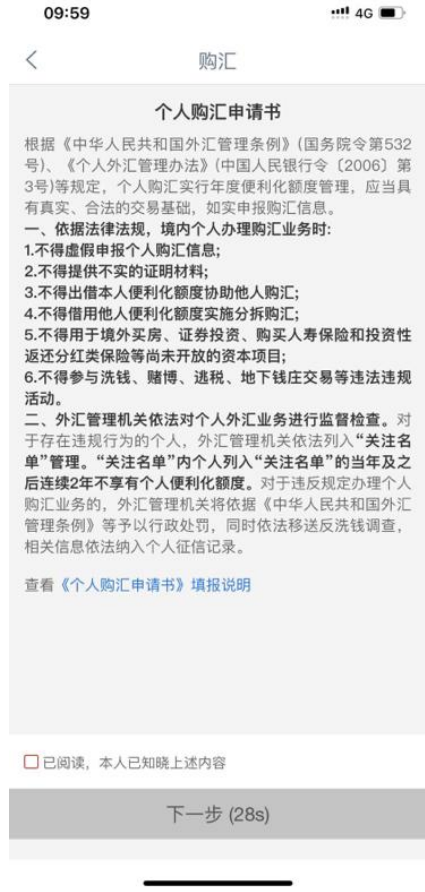 09:59
4G
购汇
个人购汇申请书
根据《中华人民共和国外汇管理条例》(国务院令第532
号)、《个人外汇管理办法》(中国人民银行令〔2006〕第
3号)等规定，个人购汇实行年度便利化额度管理，应当具
有真实、合法的交易基础，如实申报购汇信息。
一、依据法律法规，境内个人办理购汇业务时:
1.不得虚假申报个人购汇信息;
2.不得提供不实的证明材料;
3.不得出借本人便利化额度协助他人购汇;
4.不得借用他人便利化额度实施分拆购汇;
5.不得用于境外买房、证券投资、购买人寿保险和投资性
返还分红类保险等尚未开放的资本项目;
6.不得参与洗钱、赌博、逃税、地下钱庄交易等违法违规
活动。
二、外汇管理机关依法对个人外汇业务进行监督检查。对
于存在违规行为的个人，外汇管理机关依法列入“关注名
单”管理。“关注名单”内个人列入“关注名单”的当年及之
后连续2年不享有个人便利化额度。对于违反规定办理个人
购汇业务的，外汇管理机关将依据《中华人民共和国外汇
管理条例》等予以行政处罚，同时依法移送反洗钱调查，
相关信息依法纳入个人征信记录。
查看《个人购汇申请书》填报说明
已阅读，本人已知晓上述内容
下一步 (28s)